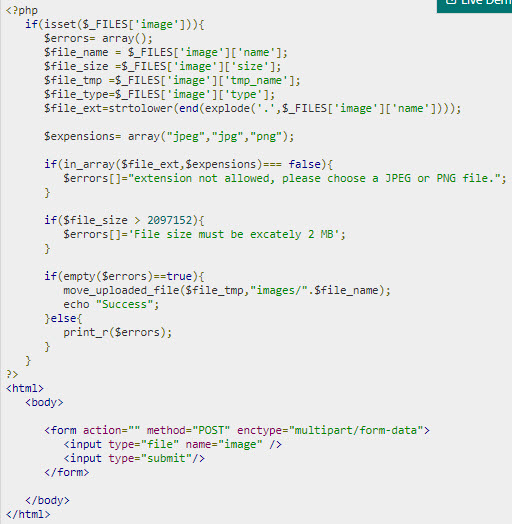 Live Dem
<?php
if(isset($_FILES['image'])){
$errors= array();
$file_name = $_FILES['image']['name'];
$file_size =$_FILES['image']['size'];
$file_tmp =$_FILES['image']['tmp_name'];
$file_type=$_FILES['image']['type'];
$file_ext=strtolower(end(explode('.',$_FILES['image']['name'])));
$expensions= array("jpeg","jpg","png");
if(in_array($file_ext,$expensions)=== false){
$errors[]="extension not allowed, please choose a JPEG or PNG file.";
}
if($file_size > 2097152){
$errors[]='File size must be excately 2 MB';
}
if(empty($errors)==true){
move_uploaded_file($file_tmp,"images/".$file_name);
echo "Success";
}else{
print_r($errors);
}
}
?>
<html>
<body>
<form action="" method="POST" enctype="multipart/form-data">
<input type="file" name="image" />
<input type="submit"/>
</form>
</body>
</html>